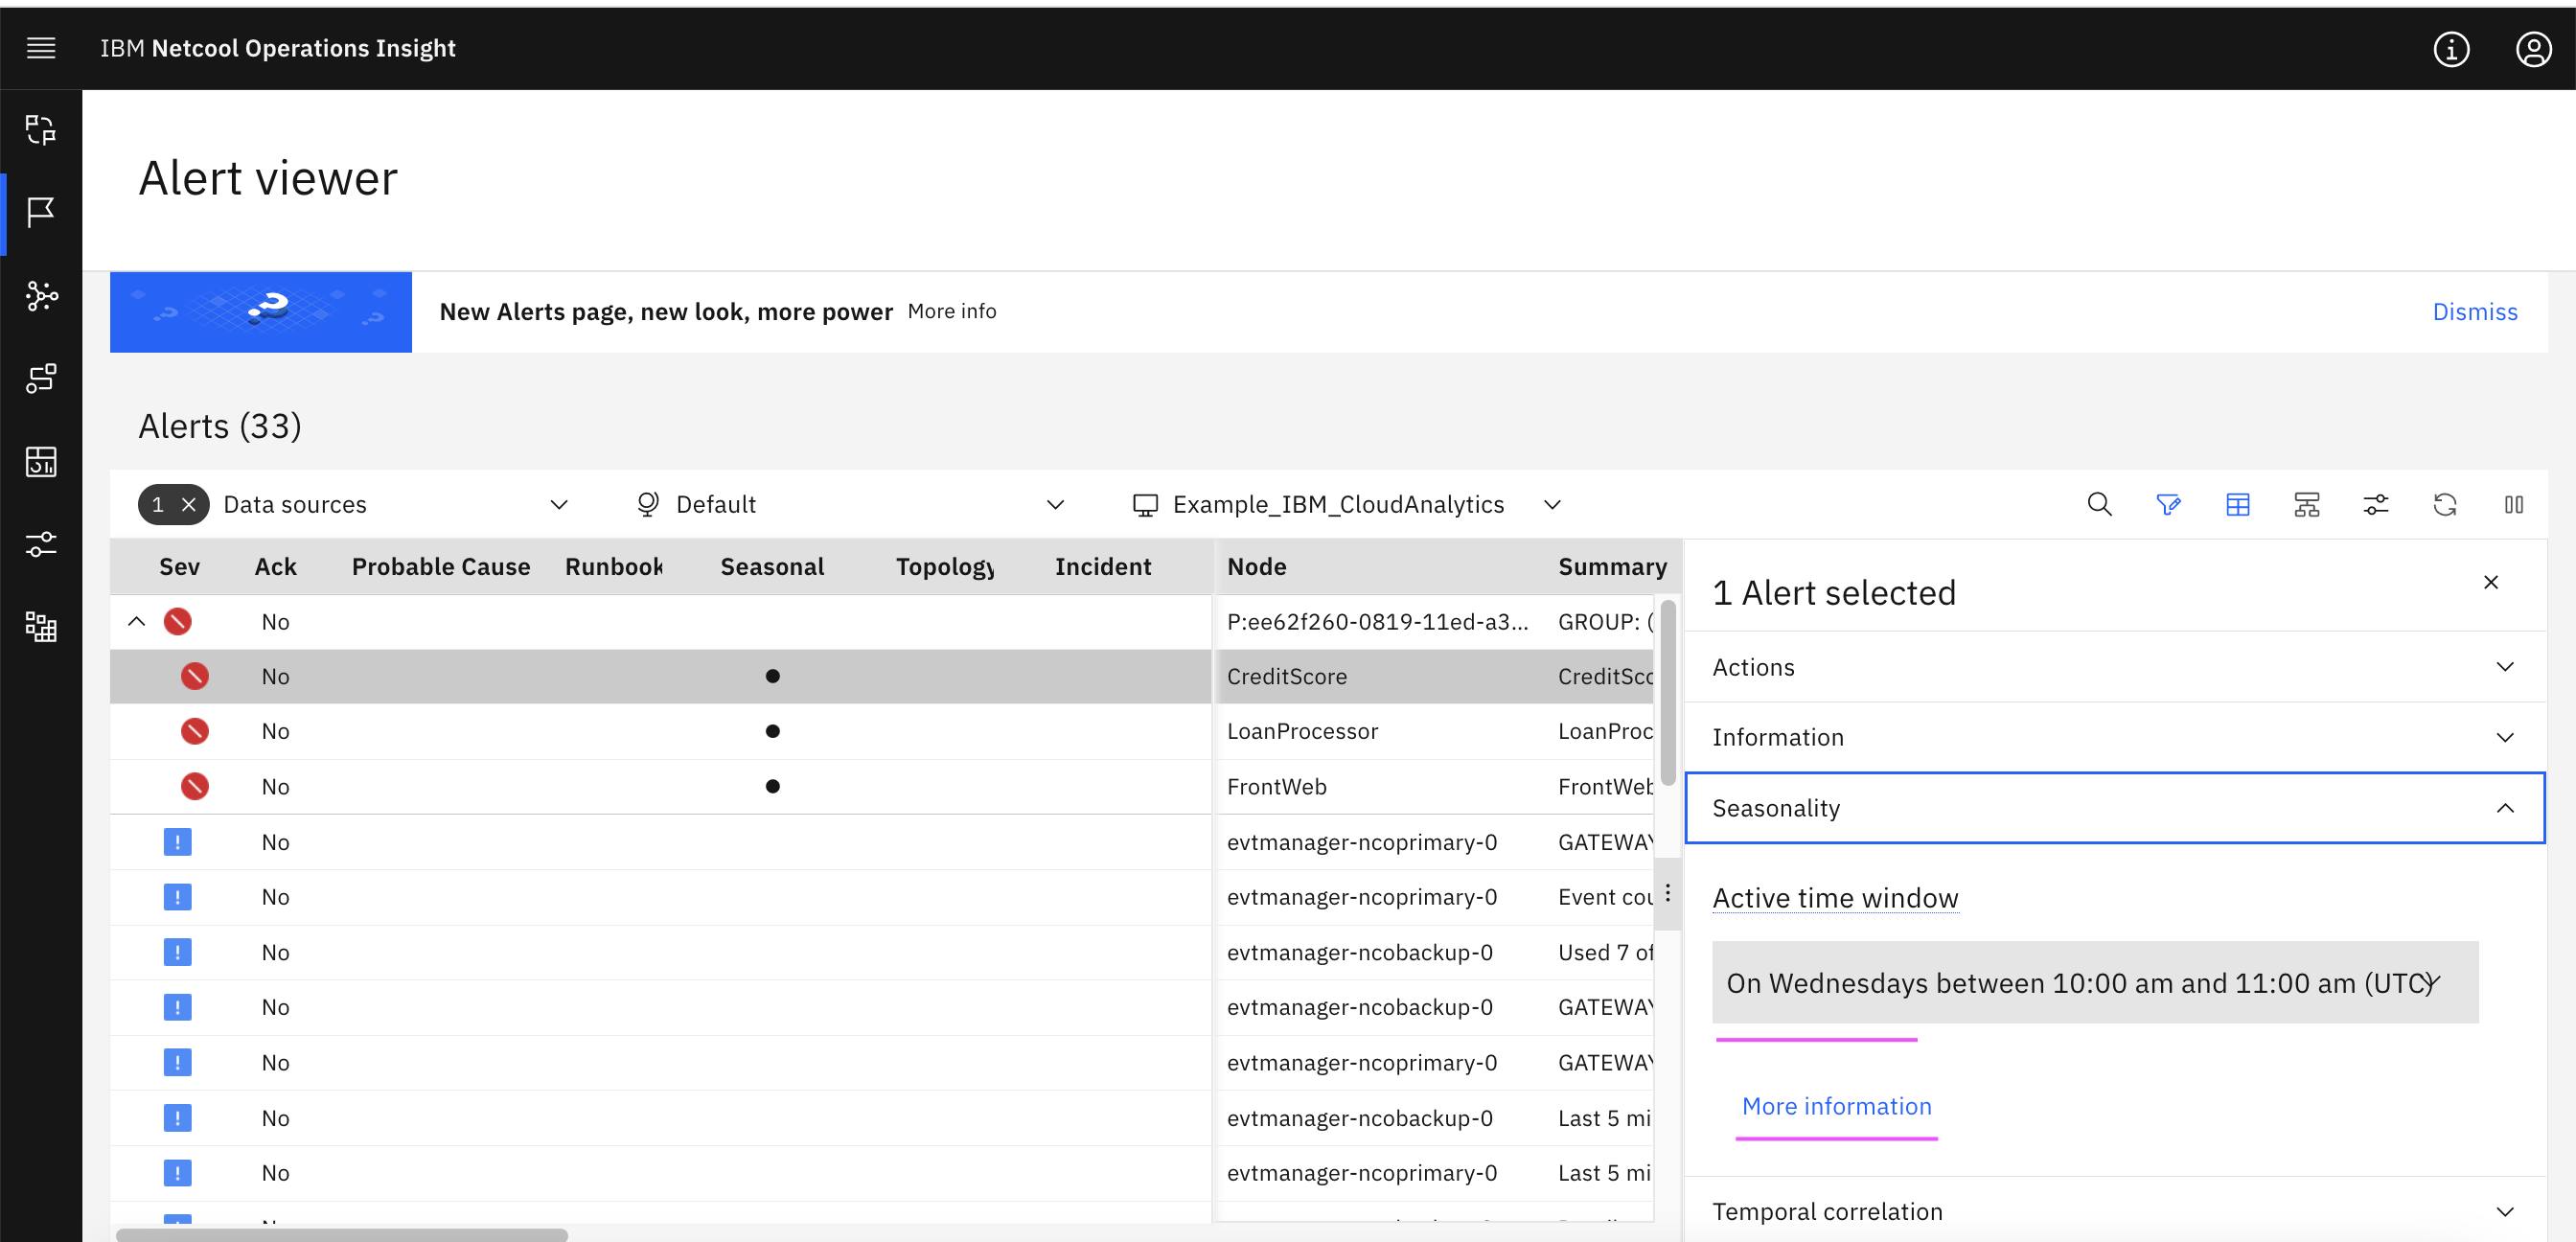 IBM Netcool Operations Insight
Alert viewer
New Alerts page, new look, more power More info Dismiss
Alerts (33)
1 Data sources Default Example_IBM_CloudAnalytics
Sev Ack Probable Cause Runbook Seasonal Topology Incident Node Summary
No P:ee62f260-0819-11ed-a3... GROUP: (
No CreditScore CreditSco
No LoanProcessor LoanProc
No FrontWeb FrontWeb
No evtmanager-ncoprimary-0 GATEWAY
No evtmanager-ncoprimary-0 Event cou
No evtmanager-ncobackup-0 Used 7 of
No evtmanager-ncobackup-0 GATEWAY
No evtmanager-ncoprimary-0 GATEWAY
No evtmanager-ncobackup-0 Last 5 mi
No evtmanager-ncoprimary-0 Last 5 mi
1 Alert selected
Actions
Information
Seasonality
Active time window
On Wednesdays between 10:00 am and 11:00 am (UTC)
More information
Temporal correlation